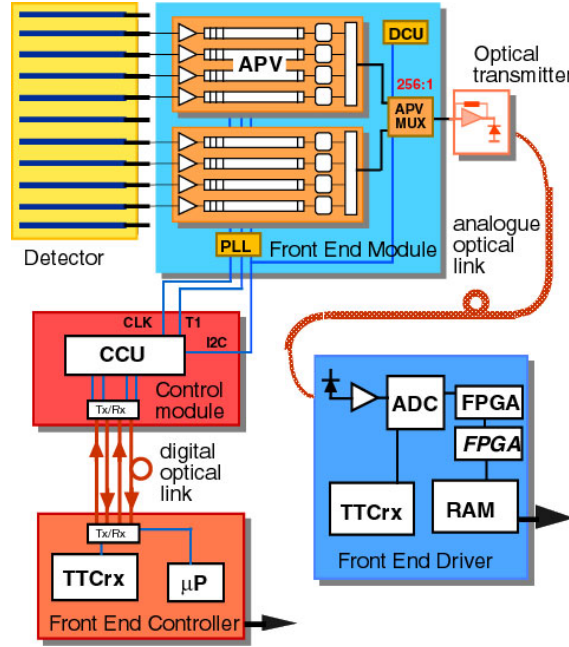 DCU
Optical
transmitter
APV
256:1
APV
MUX
Detector
PLL
Front End Module
analogue
optical
link
CLK
T1
I2C
CCU
Control
module
Tx/Rx
digital
optical
link
ADC
FPGA
FPGA
TTCrx
RAM
Front End Driver
Tx/Rx
TTCrx
µP
Front End Controller